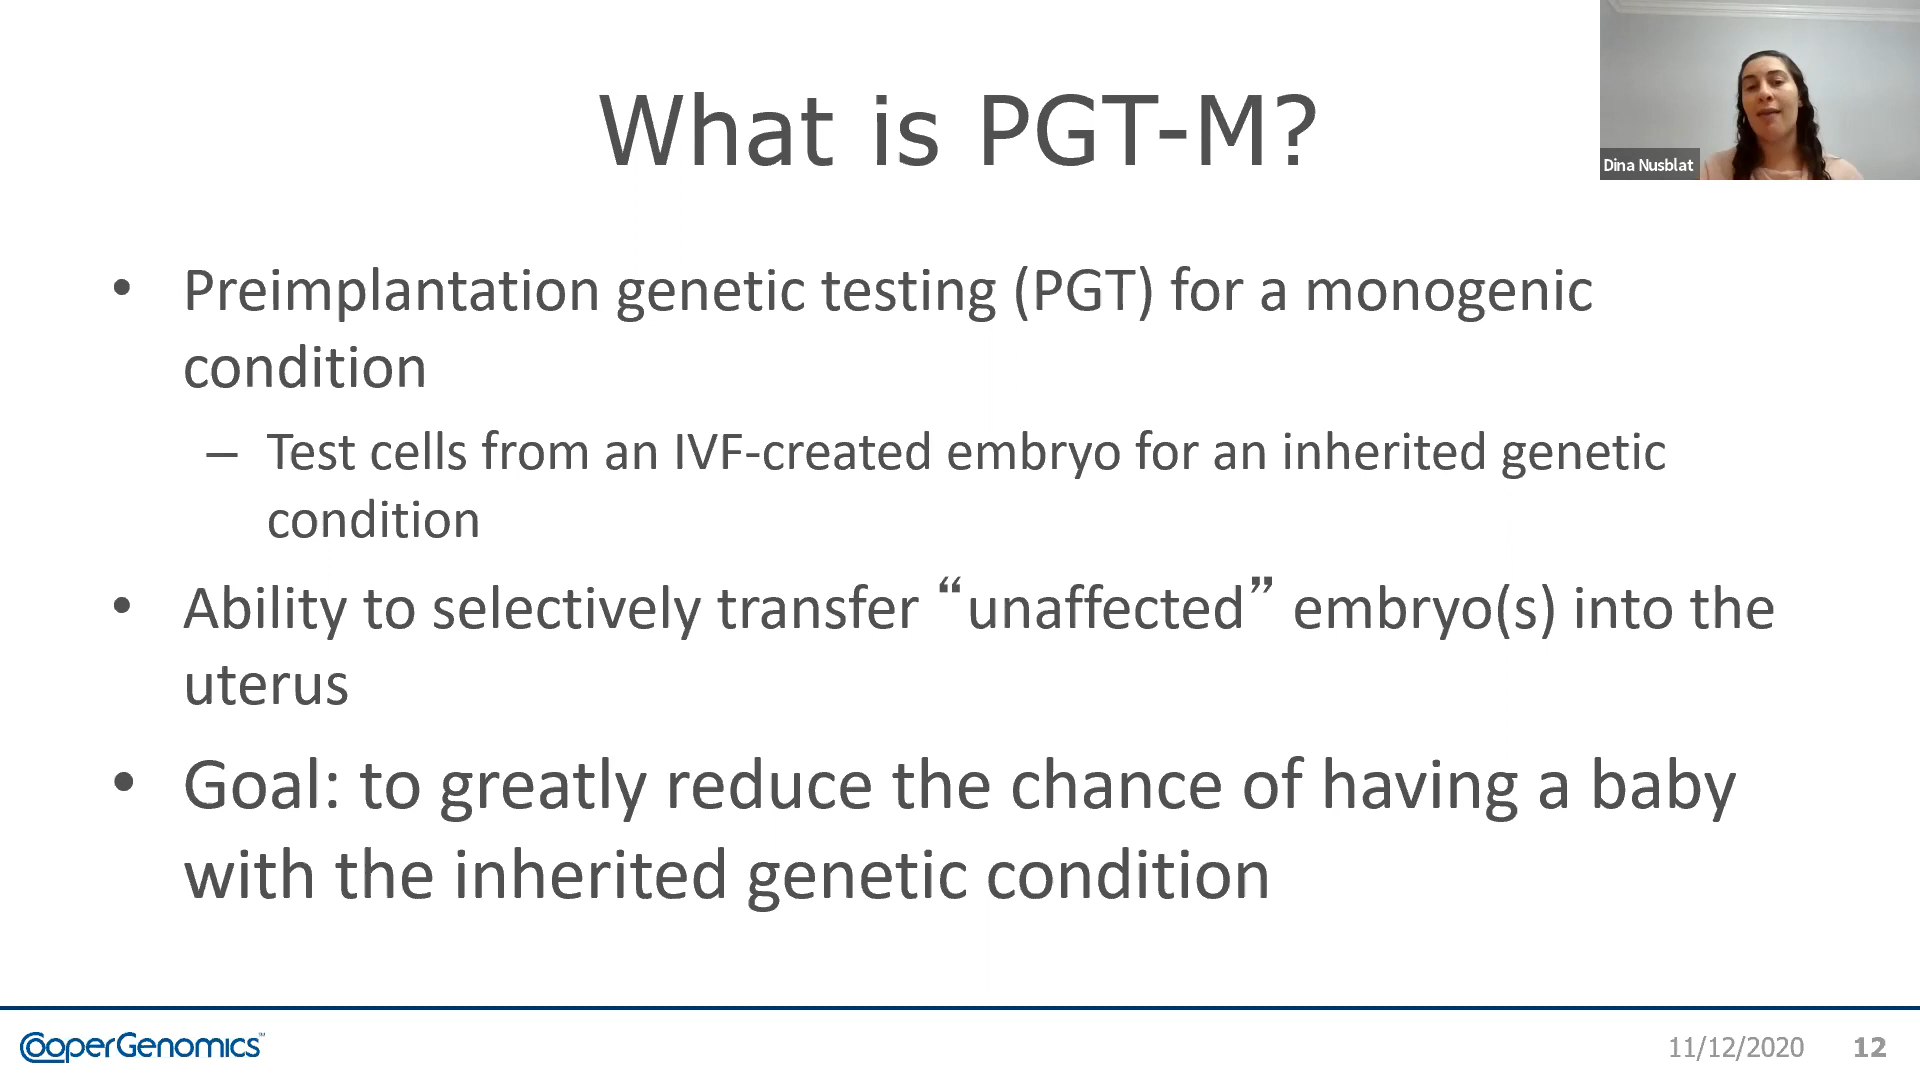 What is PGT-M?
Dina Nusblat
• Preimplantation genetic testing (PGT) for a monogenic
condition
– Test cells from an IVF-created embryo for an inherited genetic
condition
• Ability to selectively transfer “unaffected” embryo(s) into the
uterus
• Goal: to greatly reduce the chance of having a baby
with the inherited genetic condition
CooperGenomics™
11/12/2020 12